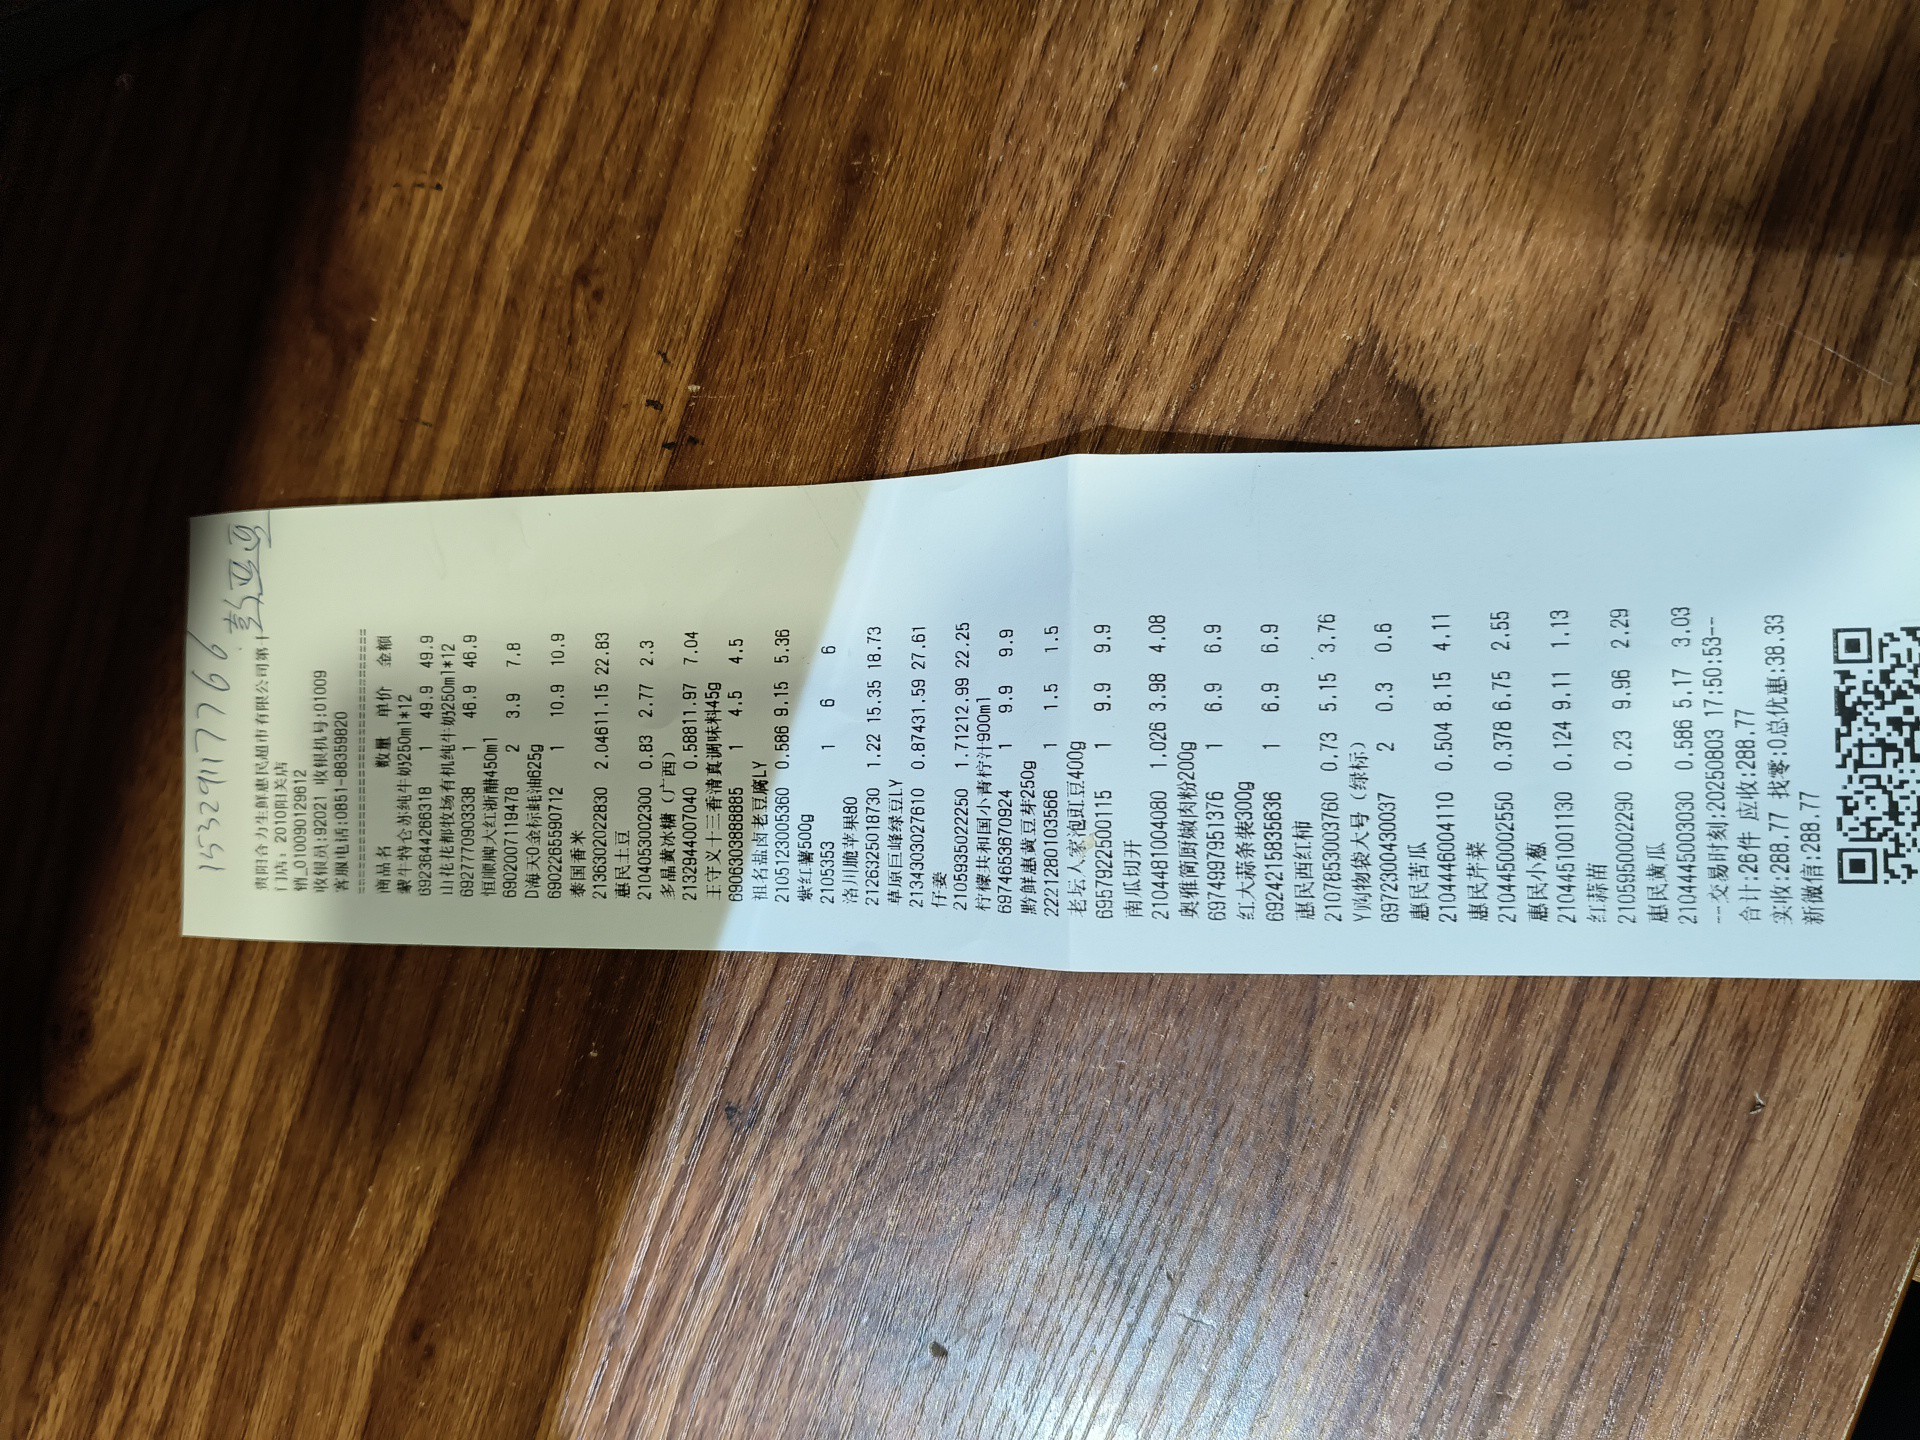 15329117766
彭亚亚
贵阳合力生鲜惠民超市有限公司第1
门店: 2010阳关店
销_010090129612
收银员:92021 收银机号:01009
客服电话:0851-88359820
==============================
商品名 数量 单价 金额
蒙牛特仑苏纯牛奶250ml*12
6923644266318 1 49.9 49.9
山花花都牧场有机纯牛奶250ml*12
6927770903338 1 46.9 46.9
恒顺牌大红浙醋450ml
6902007119478 2 3.9 7.8
D海天0金标蚝油625g
6902265590712 1 10.9 10.9
泰国香米
2136302022830 2.04611.15 22.83
惠民土豆
2104053002300 0.83 2.77 2.3
多晶黄冰糖（广西）
2132944007040 0.58811.97 7.04
王守义十三香清真调味料45g
6906303888885 1 4.5 4.5
祖名盐卤老豆腐LY
2105123005360 0.586 9.15 5.36
紫红薯500g
2105353 1 6 6
洛川脆苹果80
2126325018730 1.22 15.35 18.73
草原巨峰绿豆LY
2134303027610 0.87431.59 27.61
仔姜
2105935022250 1.71212.99 22.25
柠檬共和国小青柠汁900ml
6974653670924 1 9.9 9.9
黔鲜惠黄豆芽250g
2221280103566 1 1.5 1.5
老坛人家泡豇豆400g
6957922500115 1 9.9 9.9
南瓜切开
2104481004080 1.026 3.98 4.08
奥雅简厨嫩肉粉200g
6974997951376 1 6.9 6.9
红大蒜条装300g
6924215835636 1 6.9 6.9
惠民西红柿
2107853003760 0.73 5.15 3.76
Y购物袋大号（绿标）
6972300430037 2 0.3 0.6
惠民苦瓜
2104446004110 0.504 8.15 4.11
惠民芹菜
2104450002550 0.378 6.75 2.55
惠民小葱
2104451001130 0.124 9.11 1.13
红蒜苗
2105950002290 0.23 9.96 2.29
惠民黄瓜
2104445003030 0.586 5.17 3.03
--交易时刻:20250803 17:50:53--
合计:26件 应收:288.77
实收:288.77 找零:0总优惠:38.33
新微信:288.77